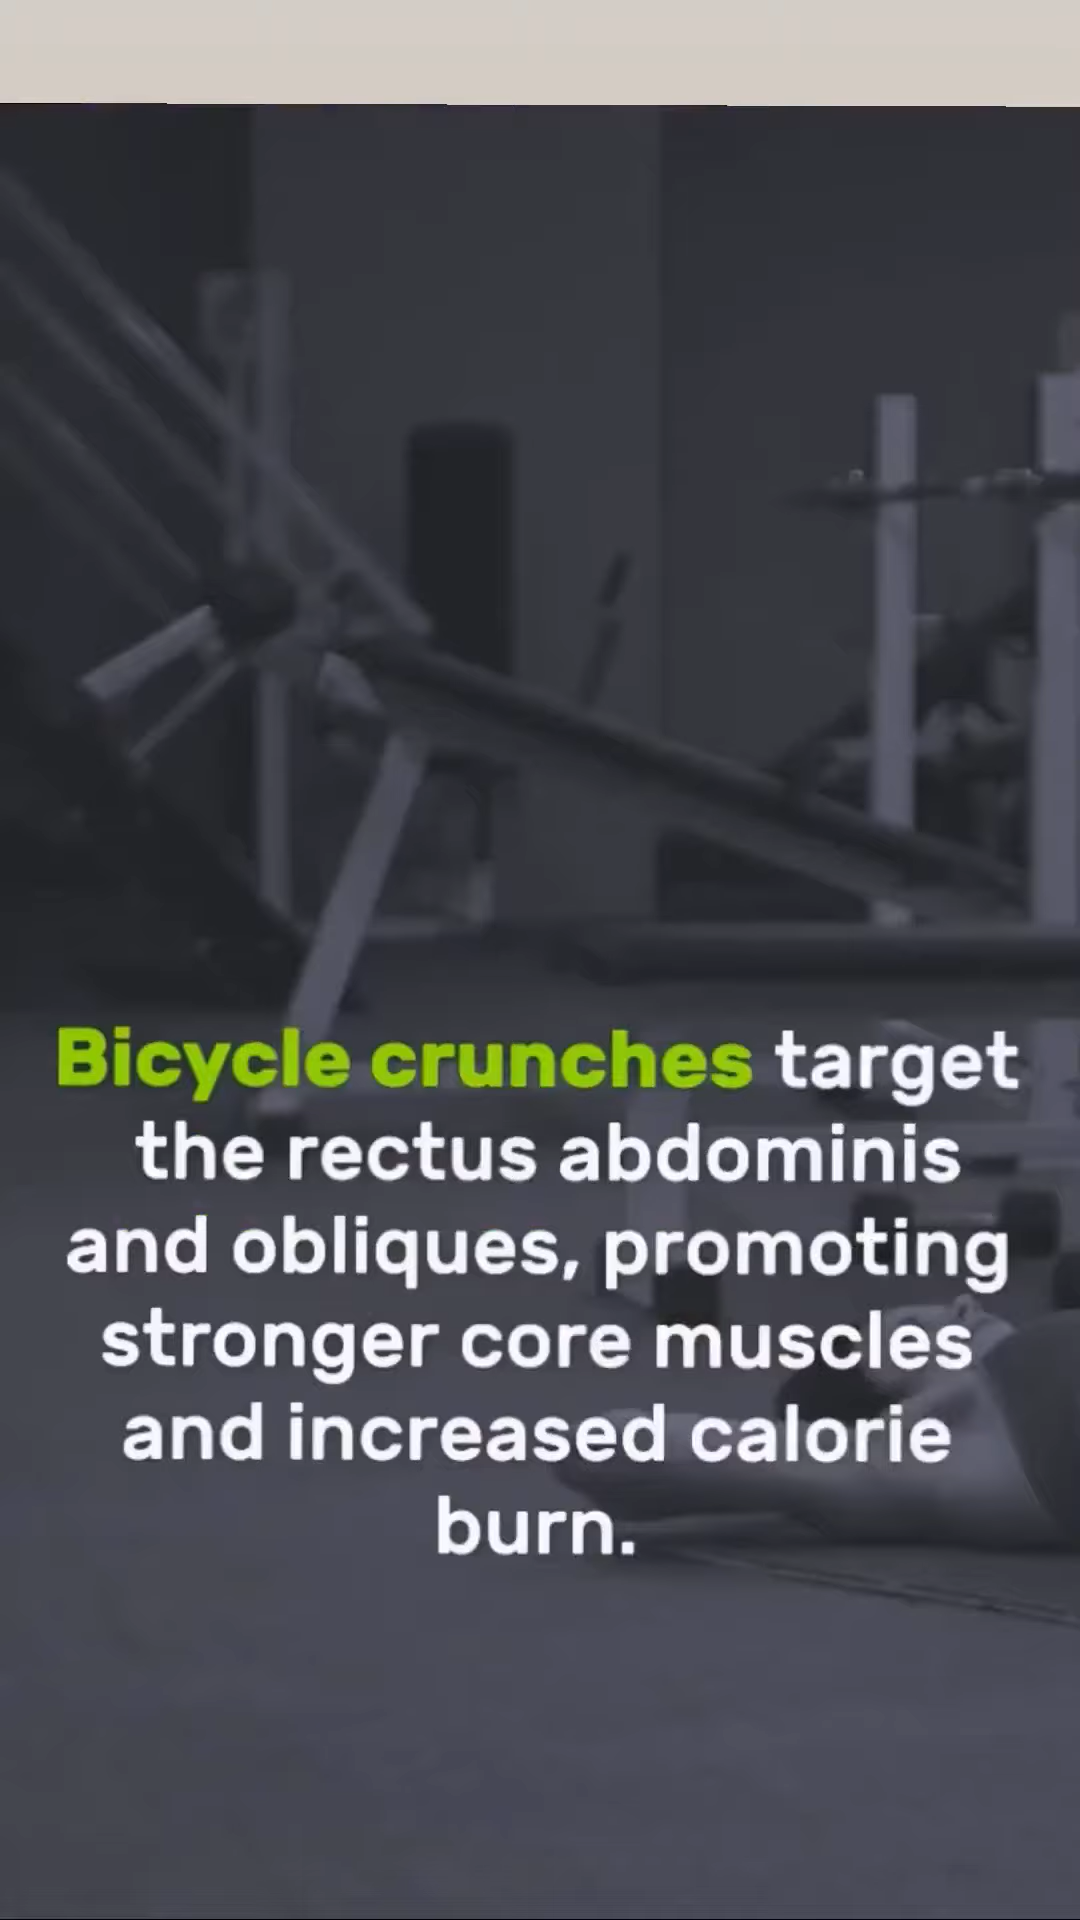 Bicycle crunches target
the rectus abdominis
and obliques, promoting
stronger core muscles
and increased calorie
burn.